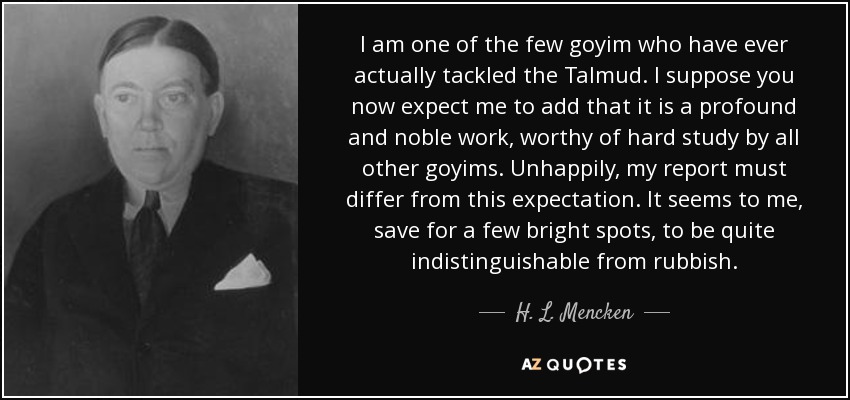 I am one of the few goyim who have ever
actually tackled the Talmud. I suppose you
now expect me to add that it is a profound
and noble work, worthy of hard study by all
other goyims. Unhappily, my report must
differ from this expectation. It seems to me,
save for a few bright spots, to be quite
indistinguishable from rubbish.
H. L. Mencken
AZ QUOTES